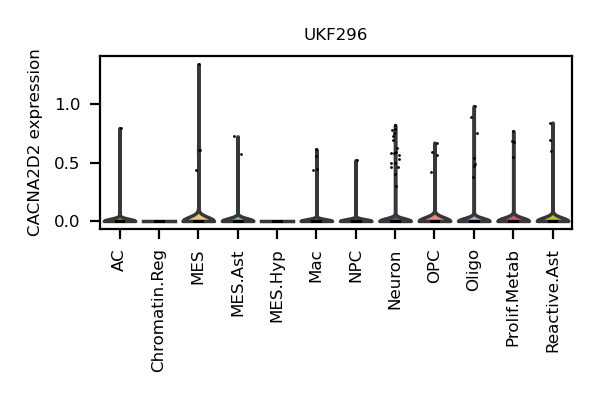 UKF296
CACNA2D2 expression
1.0
0.5
0.0
AC
Chromatin.Reg
MES
MES.Ast
MES.Hyp
Mac
NPC
Neuron
OPC
Oligo
Prolif.Metab
Reactive.Ast